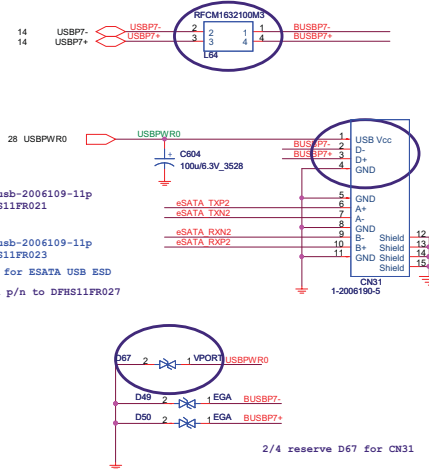 RFCM1632100M3
14 USBP7- USBP7- 2 2 1 1 BUSBP7-
14 USBP7+ USBP7+ 3 3 4 4 BUSBP7+
L64
28 USBPWR0 USBPWR0 1 USB Vcc
BUSBP7- 2 D-
BUSBP7+ 3 D+
4 GND
C604
100u/6.3V_3528
usb-2006109-11p
S11FR021
5 GND
eSATA_TXP2 6 A+
eSATA_TXN2 7 A-
8 GND
eSATA_RXN2 9 B- Shield 12
eSATA_RXP2 10 B+ Shield 13
11 GND Shield 14
Shield 15
usb-2006109-11p
S11FR023
for ESATA USB ESD
p/n to DFHS11FR027
CN31
1-2006190-5
D67 2 1 VPORT USBPWR0
D49 2 1 EGA BUSBP7-
D50 2 1 EGA BUSBP7+
2/4 reserve D67 for CN31